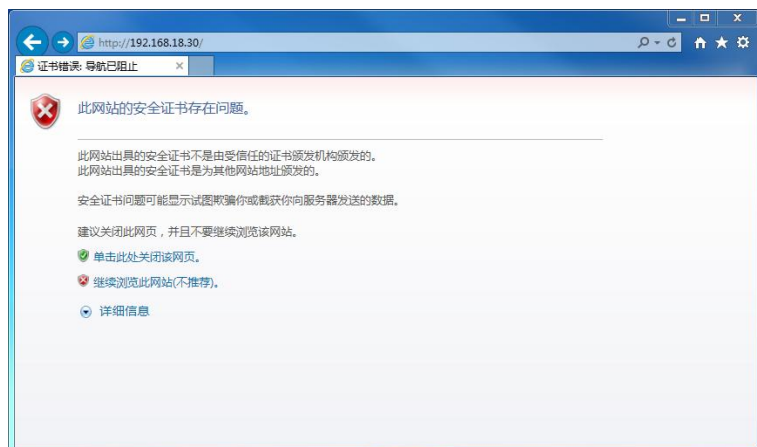 http://192.168.18.30/
证书错误: 导航已阻止
此网站的安全证书存在问题。
此网站出具的安全证书不是由受信任的证书颁发机构颁发的。
此网站出具的安全证书是为其他网站地址颁发的。
安全证书问题可能显示试图欺骗你或截获你向服务器发送的数据。
建议关闭此网页，并且不要继续浏览该网站。
单击此处关闭该网页。
继续浏览此网站(不推荐)。
详细信息